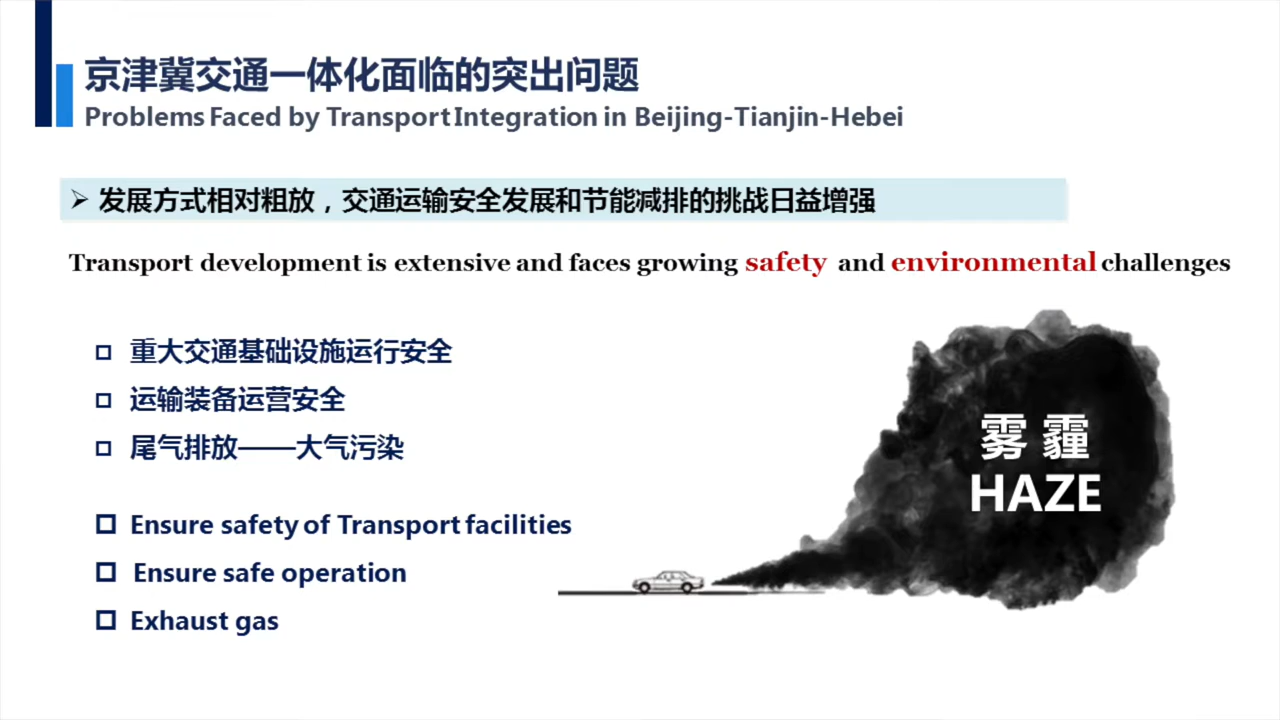 京津冀交通一体化面临的突出问题
Problems Faced by Transport Integration in Beijing-Tianjin-Hebei
发展方式相对粗放，交通运输安全发展和节能减排的挑战日益增强
Transport development is extensive and faces growing safety and environmental challenges
重大交通基础设施运行安全
运输装备运营安全
尾气排放——大气污染
Ensure safety of Transport facilities
Ensure safe operation
Exhaust gas
雾霾
HAZE